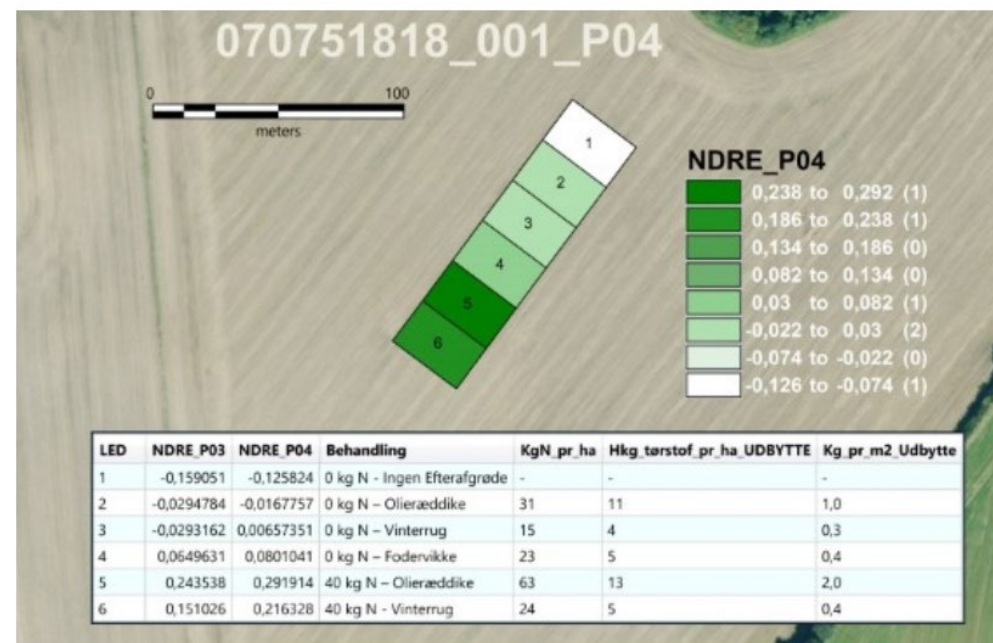 070751818_001_P04
0 100
meters
1
2
3
4
5
6
NDRE_P04
0,238 to 0,292 (1)
0,186 to 0,238 (1)
0,134 to 0,186 (0)
0,082 to 0,134 (0)
0,03 to 0,082 (1)
-0,022 to 0,03 (2)
-0,074 to -0,022 (0)
-0,126 to -0,074 (1)
LED NDRE_P03 NDRE_P04 Behandling KgN_pr_ha Hkg_tørstof_pr_ha_UDBYTTE Kg_pr_m2_Udbytte
1 -0,159051 -0,125824 0 kg N - Ingen Efterafgrøde - - -
2 -0,0294784 -0,0167757 0 kg N – Olieræddike 31 11 1,0
3 -0,0293162 0,00657351 0 kg N – Vinterrug 15 4 0,3
4 0,0649631 0,0801041 0 kg N – Fodervikke 23 5 0,4
5 0,243538 0,291914 40 kg N – Olieræddike 63 13 2,0
6 0,151026 0,216328 40 kg N - Vinterrug 24 5 0,4